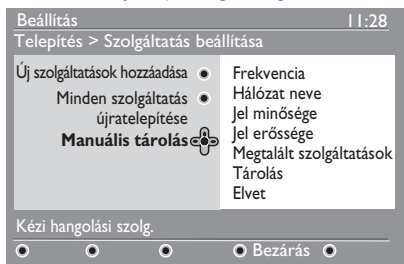 Beállítás 11:28
Telepítés > Szolgáltatás beállítása
Új szolgáltatások hozzáadása
Minden szolgáltatás
újratelepítése
Manuális tárolás
Frekvencia
Hálózat neve
Jel minősége
Jel erőssége
Megtalált szolgáltatások
Tárolás
Elvet
Kézi hangolási szolg.
Bezárás